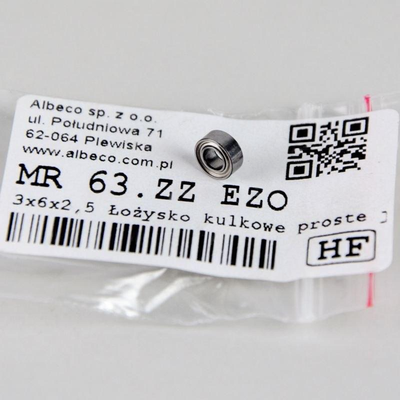 Albeco sp. z o.o.
ul. Południowa 71
62-064 Plewiska
www.albeco.com.pl
MR 63.ZZ EZO
3x6x2,5 Łożysko kulkowe proste
HF